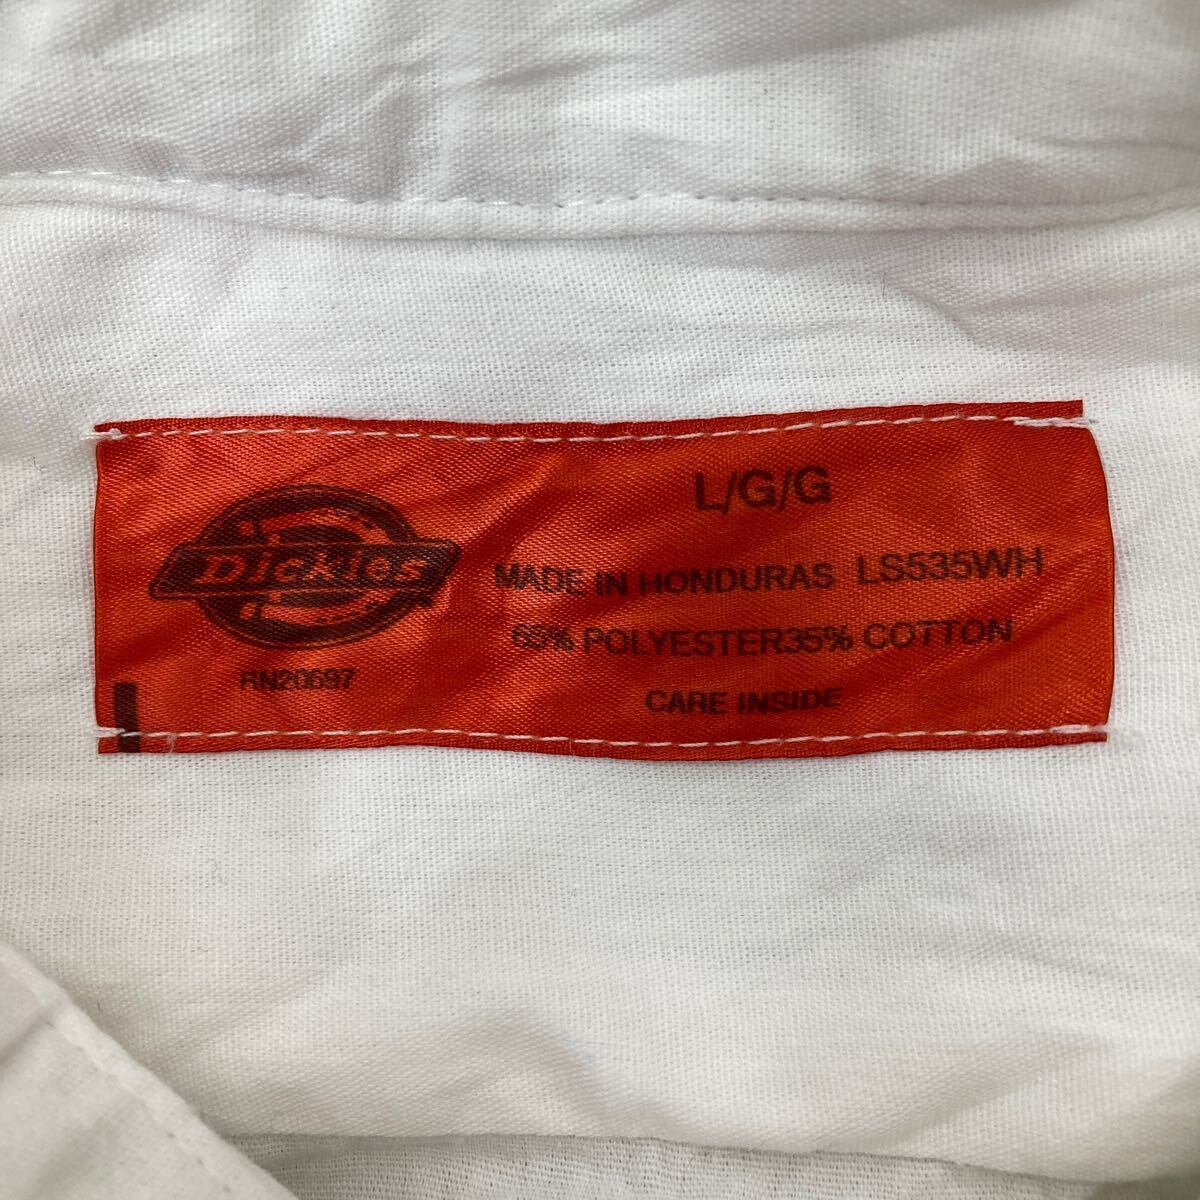 Dickies
RN20697
L/G/G
MADE IN HONDURAS LS535WH
65% POLYESTER35% COTTON
CARE INSIDE